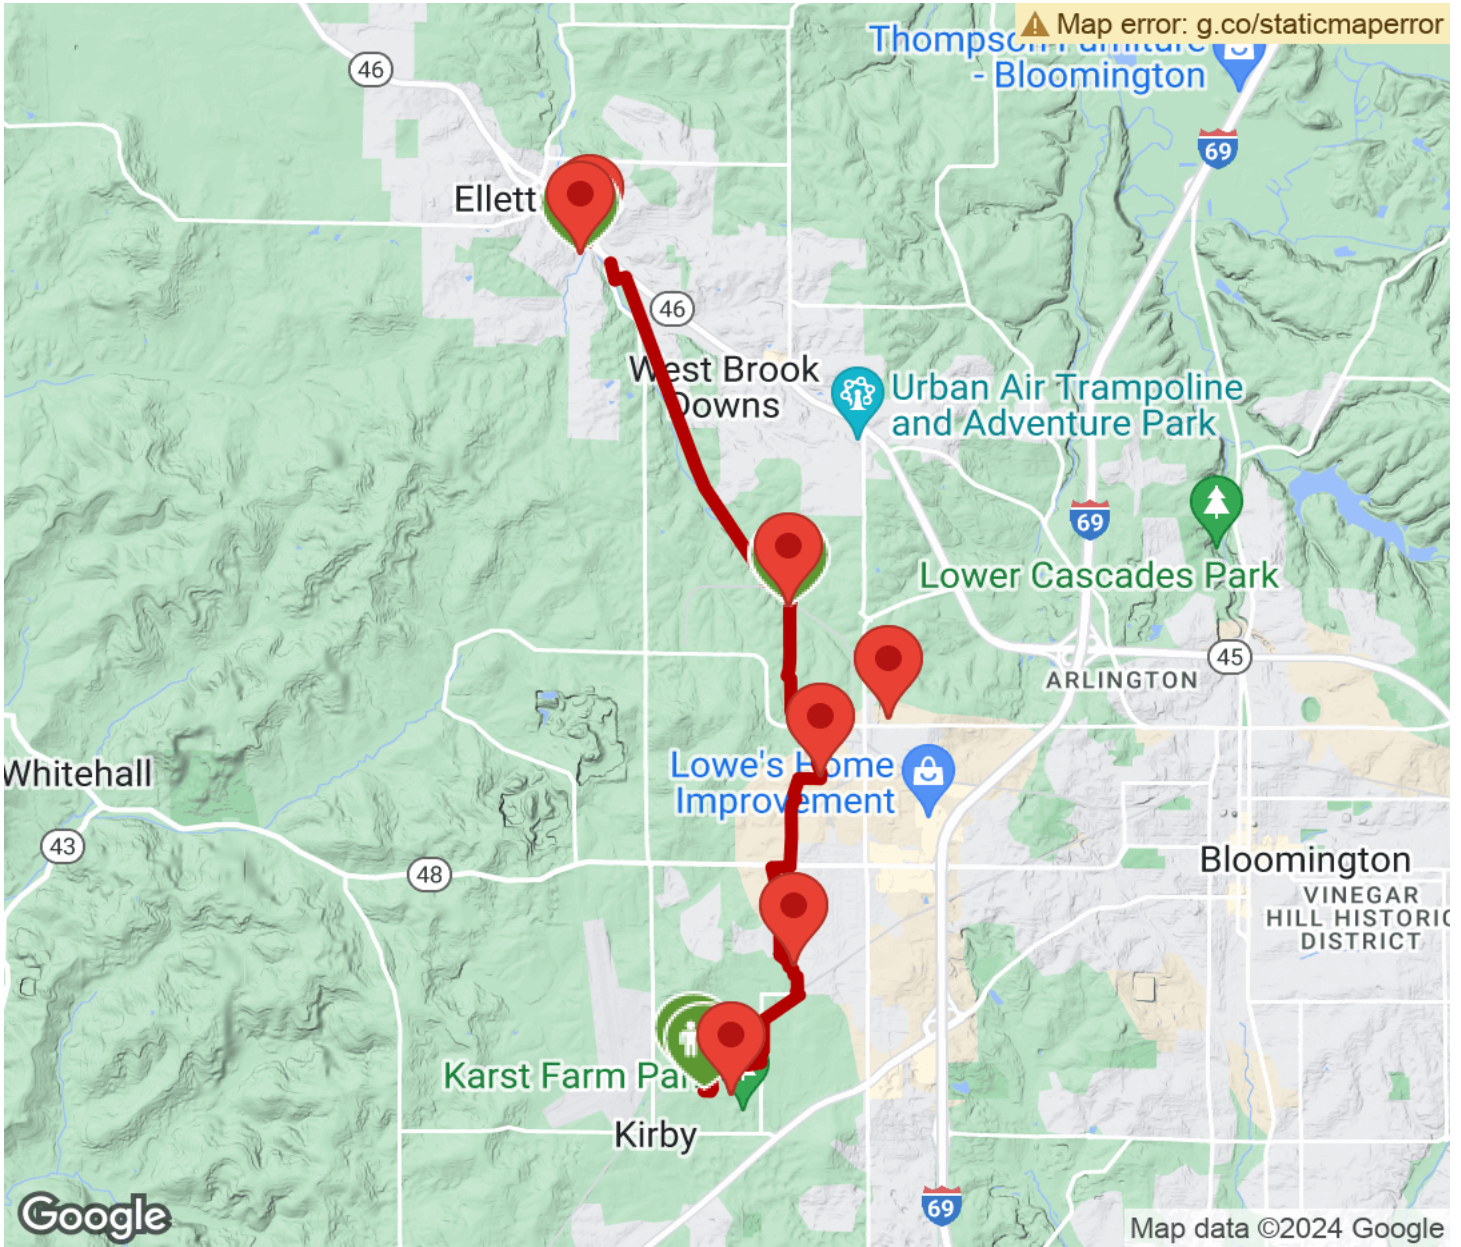 Map error: g.co/staticmaperror
Thompson Furniture
- Bloomington
46
69
Ellett
46
West Brook
Downs
Urban Air Trampoline
and Adventure Park
69
Lower Cascades Park
45
ARLINGTON
Whitehall
Lowe's Home
Improvement
43
48
Bloomington
VINEGAR
HILL HISTORIC
DISTRICT
Karst Farm Par
Kirby
69
Google
Map data ©2024 Google